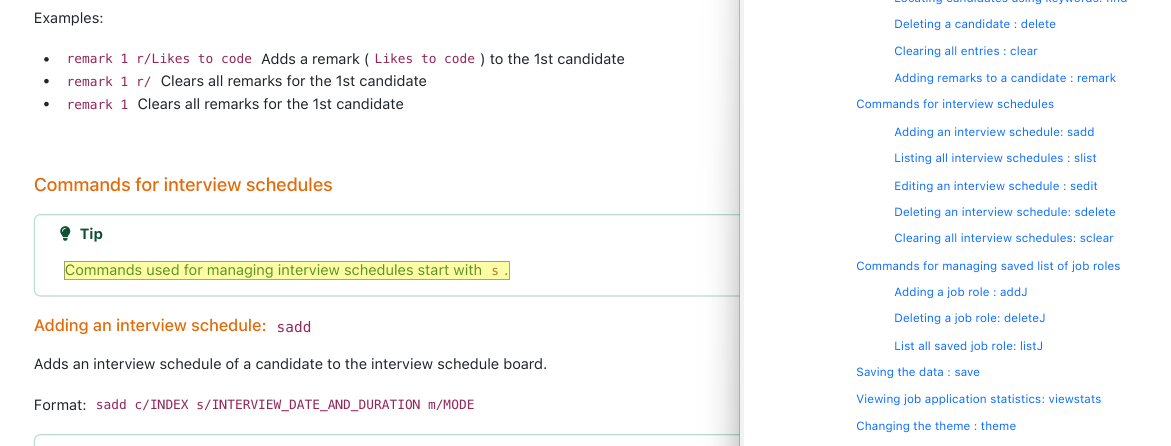 Examples:
remark 1 r/Likes to code Adds a remark ( Likes to code ) to the 1st candidate
remark 1 r/ Clears all remarks for the 1st candidate
remark 1 Clears all remarks for the 1st candidate
Commands for interview schedules
Tip
Commands used for managing interview schedules start with s .
Adding an interview schedule: sadd
Adds an interview schedule of a candidate to the interview schedule board.
Format: sadd c/INDEX s/INTERVIEW_DATE_AND_DURATION m/MODE
Locating candidates using keywords: find
Deleting a candidate : delete
Clearing all entries : clear
Adding remarks to a candidate : remark
Commands for interview schedules
Adding an interview schedule: sadd
Listing all interview schedules : slist
Editing an interview schedule : sedit
Deleting an interview schedule: sdelete
Clearing all interview schedules: sclear
Commands for managing saved list of job roles
Adding a job role : addJ
Deleting a job role: deleteJ
List all saved job role: listJ
Saving the data : save
Viewing job application statistics: viewstats
Changing the theme : theme